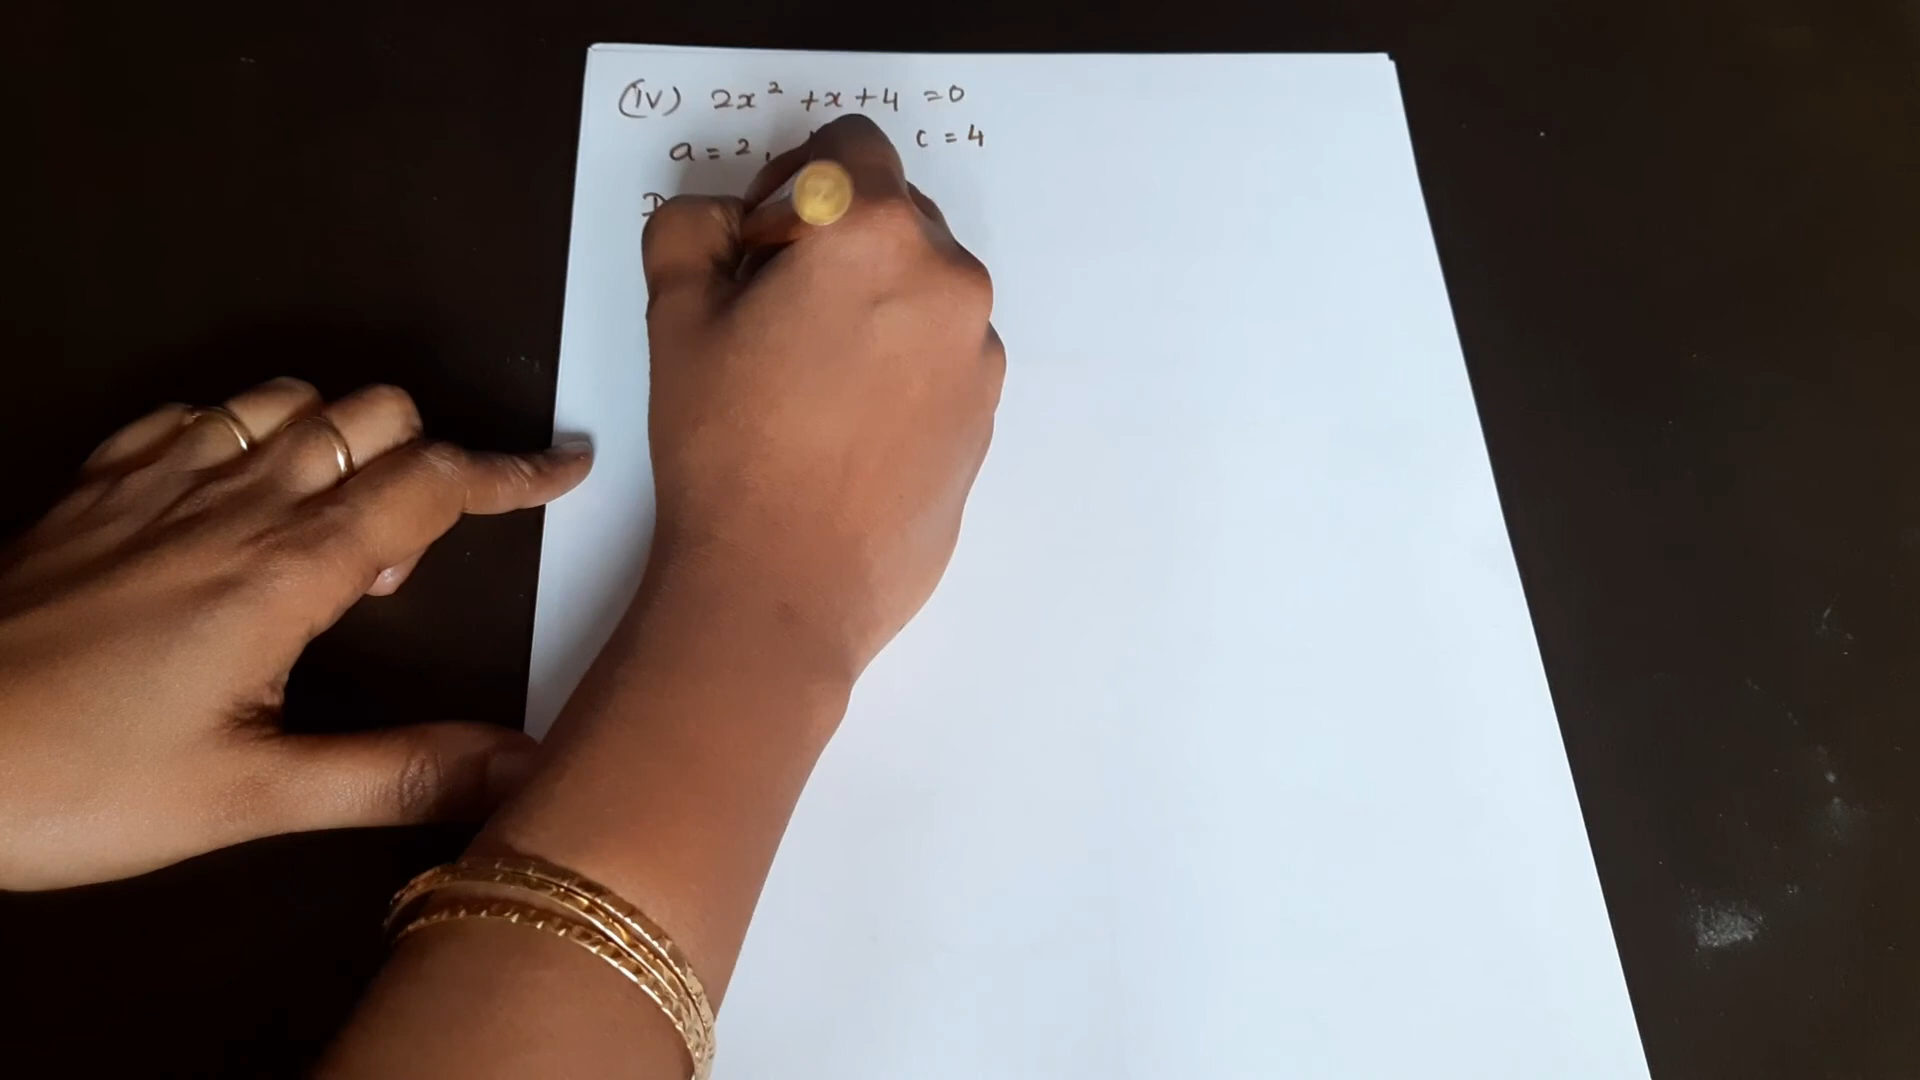 (iv) 2x² +x+4 =0
a=2, c=4
D